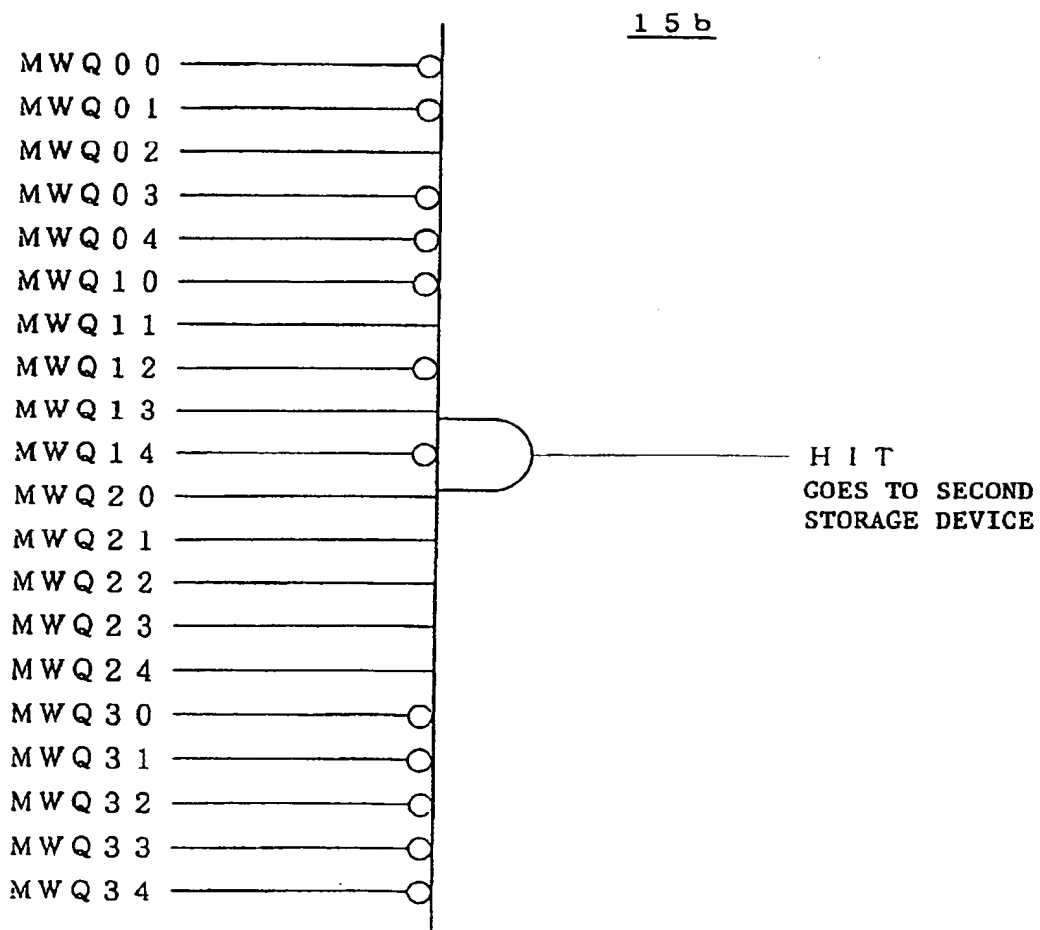 15b
MWQ00
MWQ01
MWQ02
MWQ03
MWQ04
MWQ10
MWQ11
MWQ12
MWQ13
MWQ14
MWQ20
MWQ21
MWQ22
MWQ23
MWQ24
MWQ30
MWQ31
MWQ32
MWQ33
MWQ34
HIT
GOES TO SECOND
STORAGE DEVICE